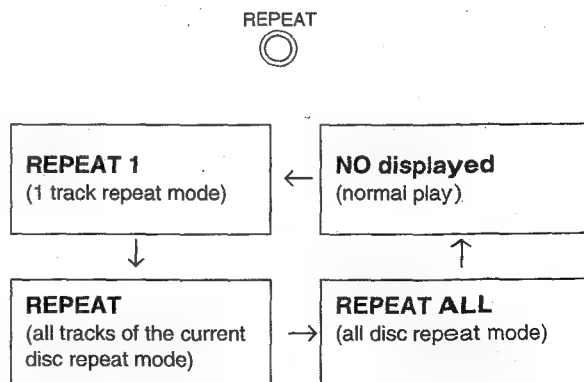 REPEAT
REPEAT 1
(1 track repeat mode)
NO displayed
(normal play)
REPEAT
(all tracks of the current
disc repeat mode)
REPEAT ALL
(all disc repeat mode)